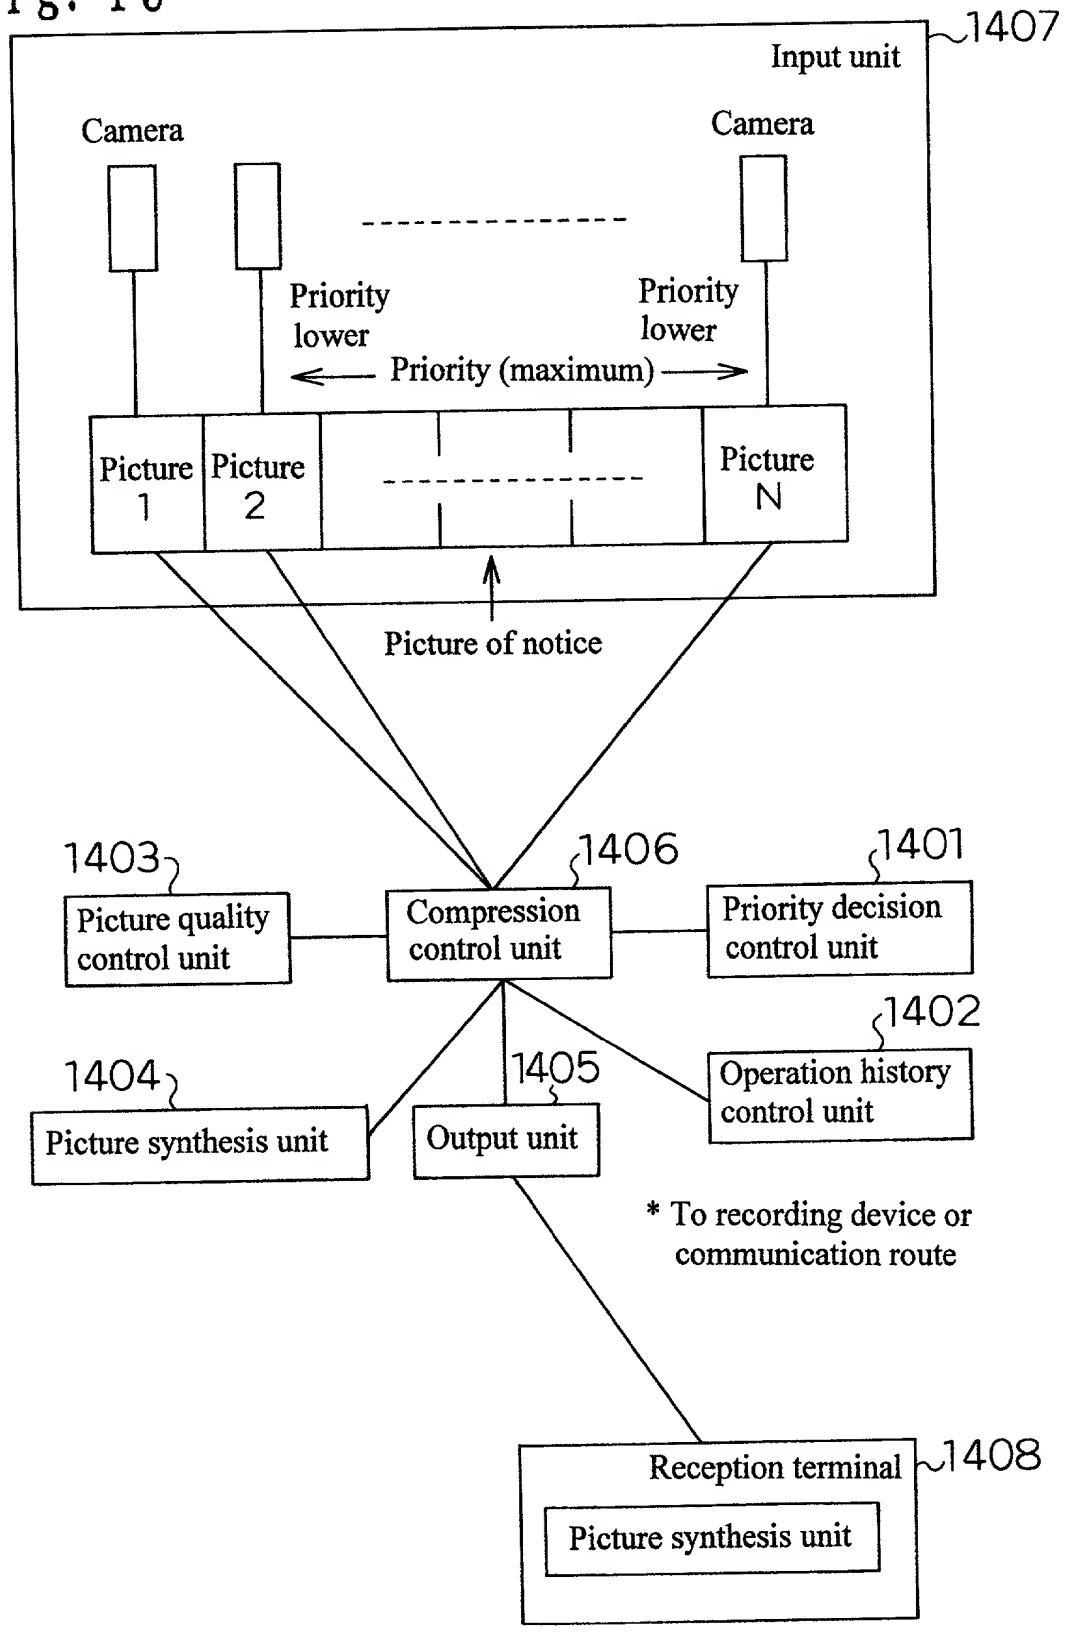 1407
Input unit
Camera
Camera
Priority
lower
Priority
lower
Priority (maximum)
Picture
1
Picture
2
Picture
N
Picture of notice
1403
1406
1401
Picture quality
control unit
Compression
control unit
Priority decision
control unit
1402
1404
1405
Operation history
control unit
Picture synthesis unit
Output unit
* To recording device or
communication route
Reception terminal
1408
Picture synthesis unit